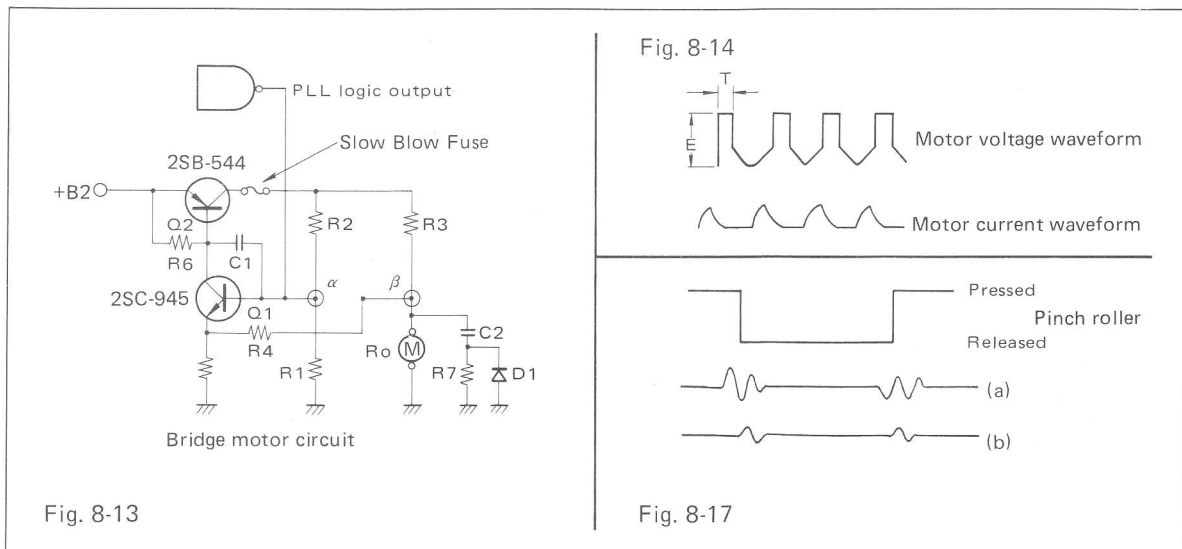 PLL logic output
Slow Blow Fuse
2SB-544
+B2
Q2
R6
C1
R2
R3
α
β
2SC-945
Q1
R4
C2
Ro
M
R1
R7
D1
Bridge motor circuit
Fig. 8-13
Fig. 8-14
T
E
Motor voltage waveform
Motor current waveform
Pressed
Pinch roller
Released
(a)
(b)
Fig. 8-17